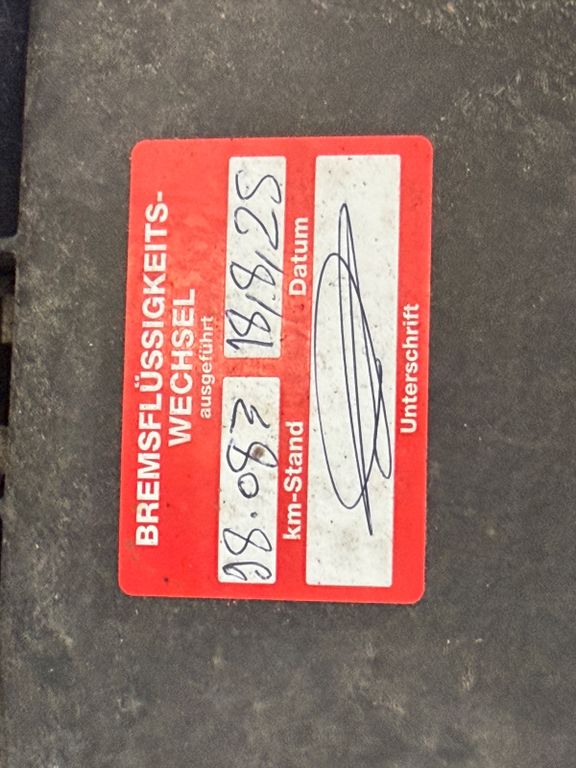 BREMSFLÜSSIGKEITS-
WECHSEL
ausgeführt
98.083 18,8,25
km-Stand Datum
Unterschrift